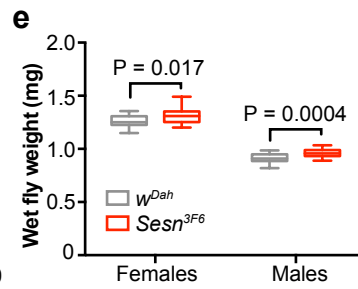 e
Wet fly weight (mg)
2.0
1.5
1.0
0.5
0
P = 0.017
P = 0.0004
wDah
Sesn3F6
Females
Males